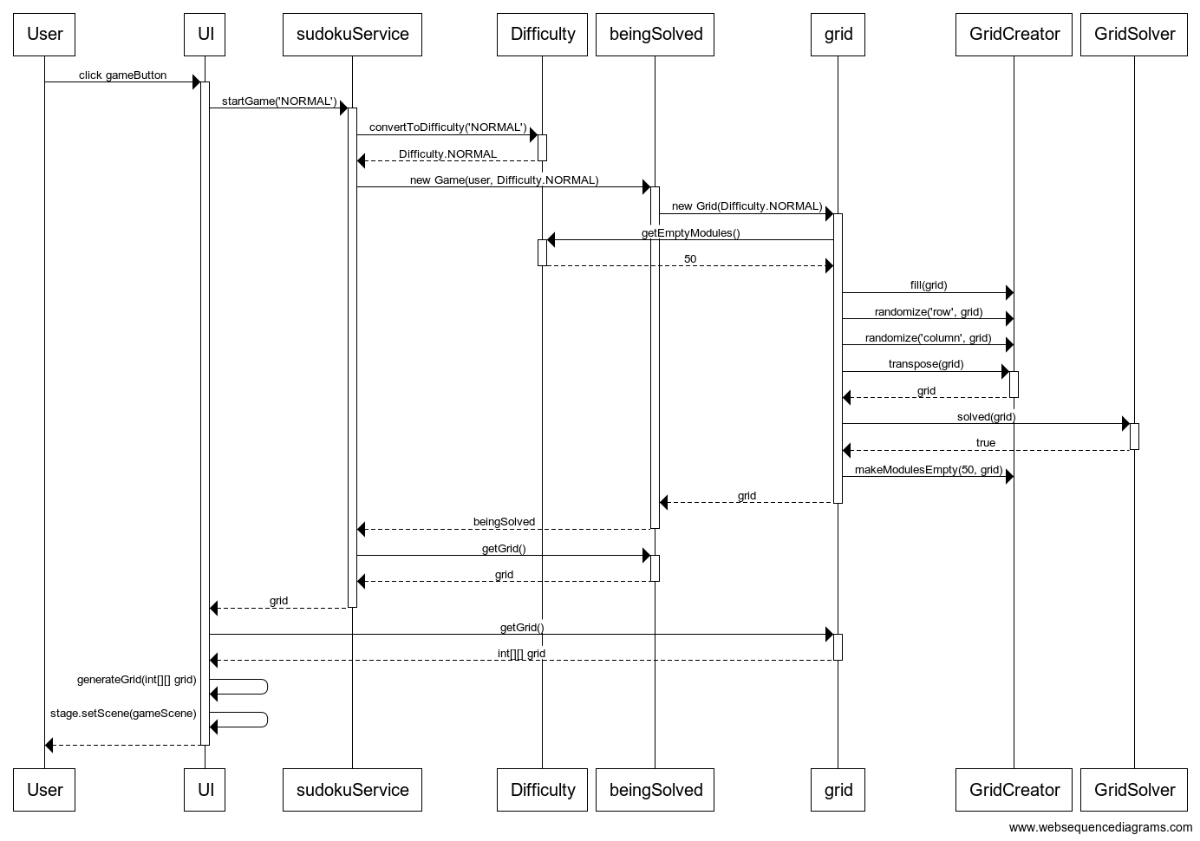 User UI sudokuService Difficulty beingSolved grid GridCreator GridSolver
click gameButton
startGame('NORMAL')
convertToDifficulty('NORMAL')
Difficulty.NORMAL
new Game(user, Difficulty.NORMAL)
new Grid(Difficulty.NORMAL)
getEmptyModules()
50
fill(grid)
randomize('row', grid)
randomize('column', grid)
transpose(grid)
grid
solved(grid)
true
makeModulesEmpty(50, grid)
grid
beingSolved
getGrid()
grid
grid
getGrid()
int[][] grid
generateGrid(int[][] grid)
stage.setScene(gameScene)
User UI sudokuService Difficulty beingSolved grid GridCreator GridSolver
www.websequencediagrams.com